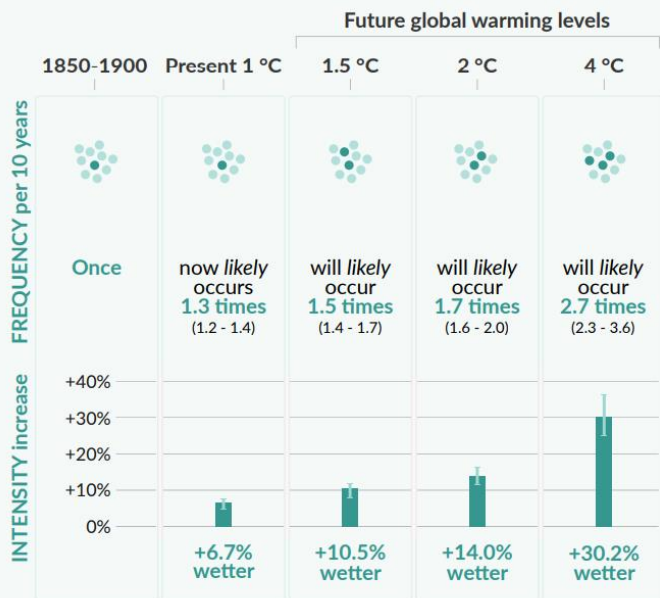 Future global warming levels
1850-1900
Present 1 °C
1.5 °C
2 °C
4 °C
FREQUENCY per 10 years
Once
now likely
occurs
1.3 times
(1.2 - 1.4)
will likely
occur
1.5 times
(1.4 - 1.7)
will likely
occur
1.7 times
(1.6 - 2.0)
will likely
occur
2.7 times
(2.3 - 3.6)
INTENSITY increase
+40%
+30%
+20%
+10%
0%
+6.7%
wetter
+10.5%
wetter
+14.0%
wetter
+30.2%
wetter